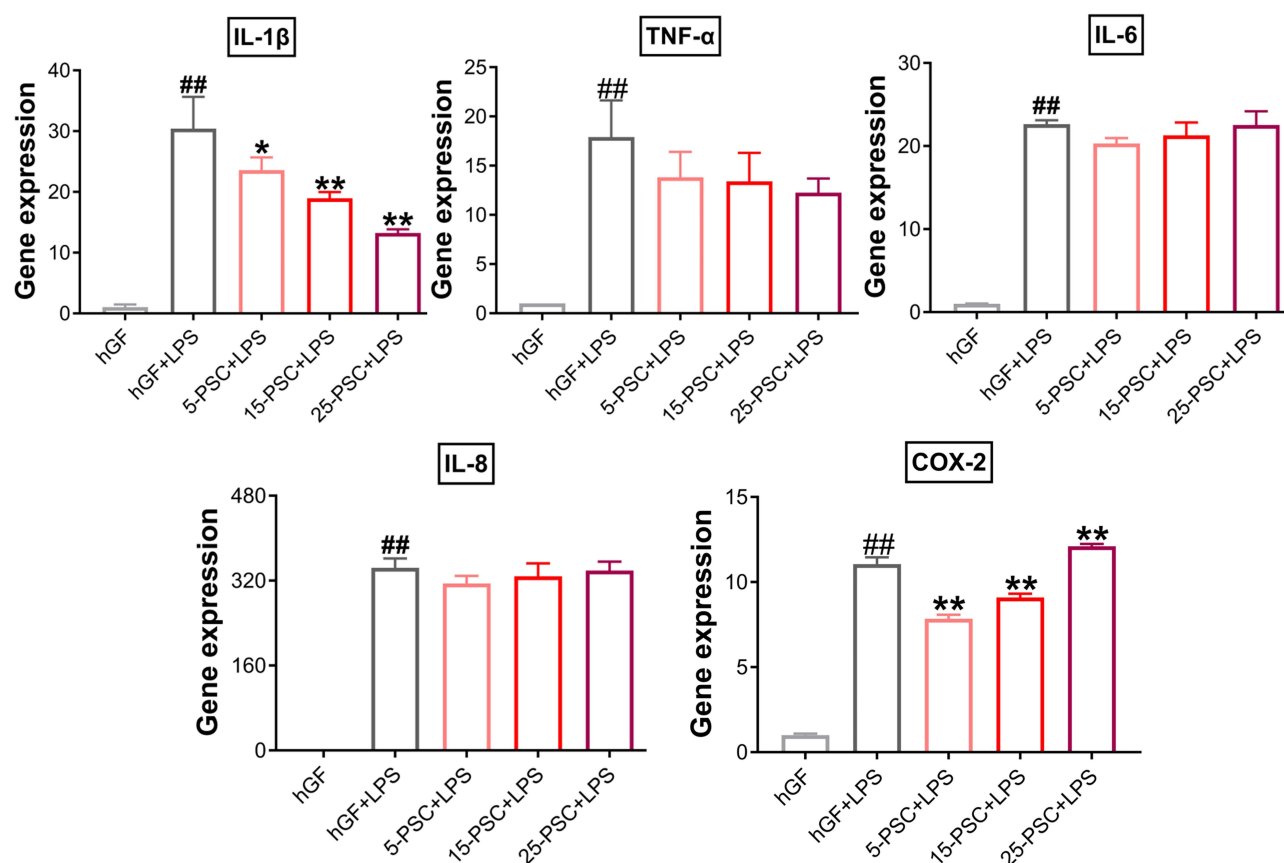 IL-1β
Gene expression
40
30
20
10
0
##
*
**
**
hGF
hGF+LPS
5-PSC+LPS
15-PSC+LPS
25-PSC+LPS
TNF-α
Gene expression
25
20
15
10
5
0
##
hGF
hGF+LPS
5-PSC+LPS
15-PSC+LPS
25-PSC+LPS
IL-6
Gene expression
30
20
10
0
##
hGF
hGF+LPS
5-PSC+LPS
15-PSC+LPS
25-PSC+LPS
IL-8
Gene expression
480
320
160
0
##
hGF
hGF+LPS
5-PSC+LPS
15-PSC+LPS
25-PSC+LPS
COX-2
Gene expression
15
10
5
0
##
**
**
**
hGF
hGF+LPS
5-PSC+LPS
15-PSC+LPS
25-PSC+LPS